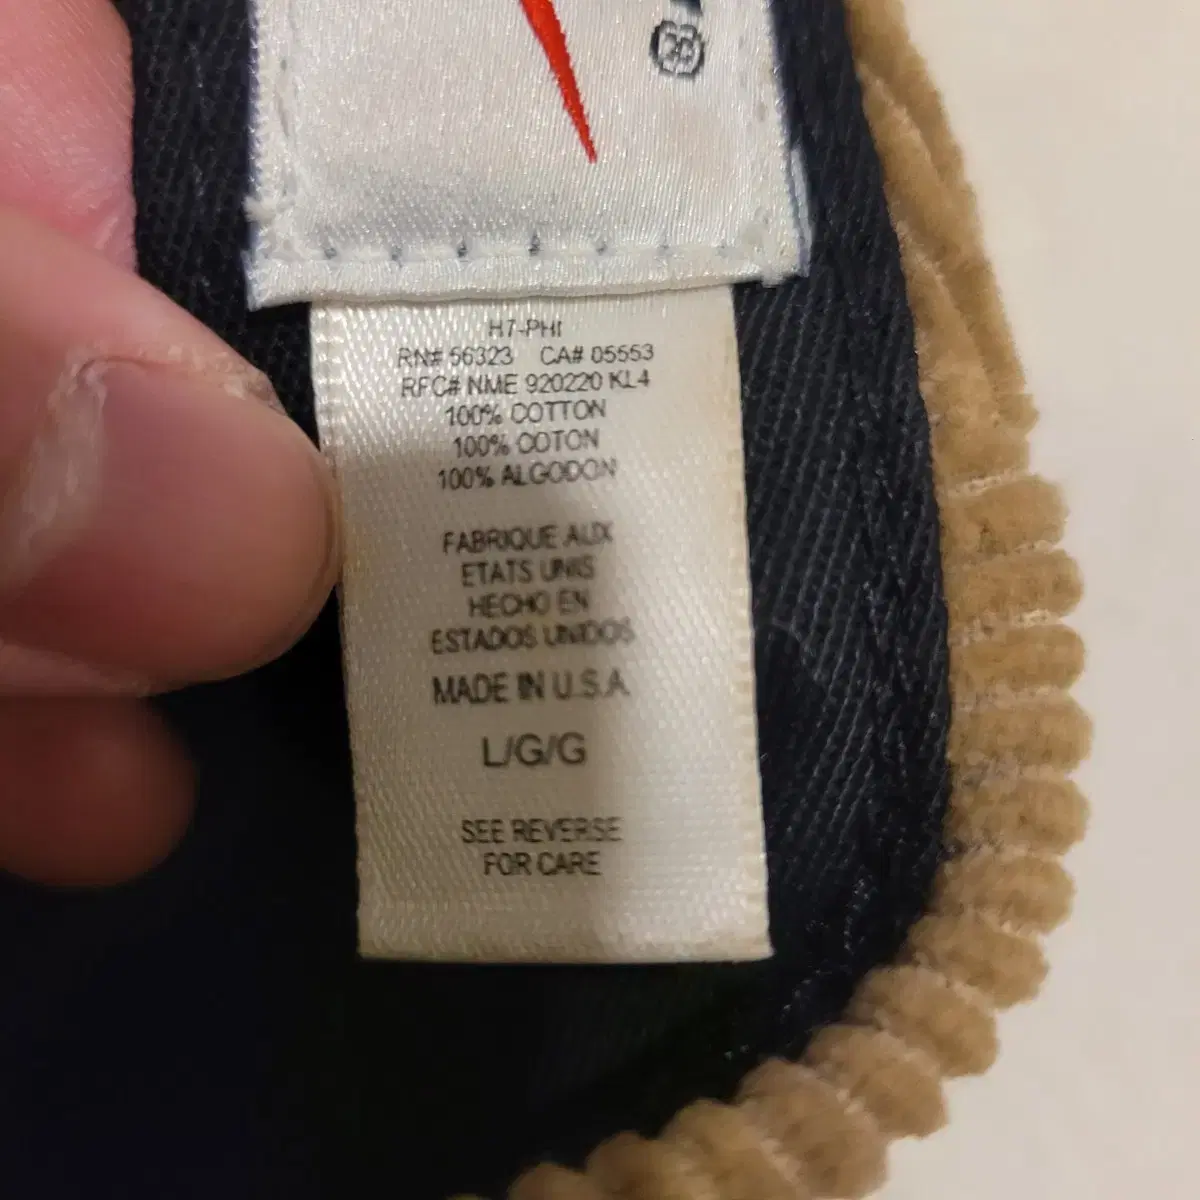 ®
H7-PHI
RN# 56323 CA# 05553
RFC# NME 920220 KL4
100% COTTON
100% COTON
100% ALGODON
FABRIQUE AUX
ETATS UNIS
HECHO EN
ESTADOS UNIDOS
MADE IN U.S.A
L/G/G
SEE REVERSE
FOR CARE